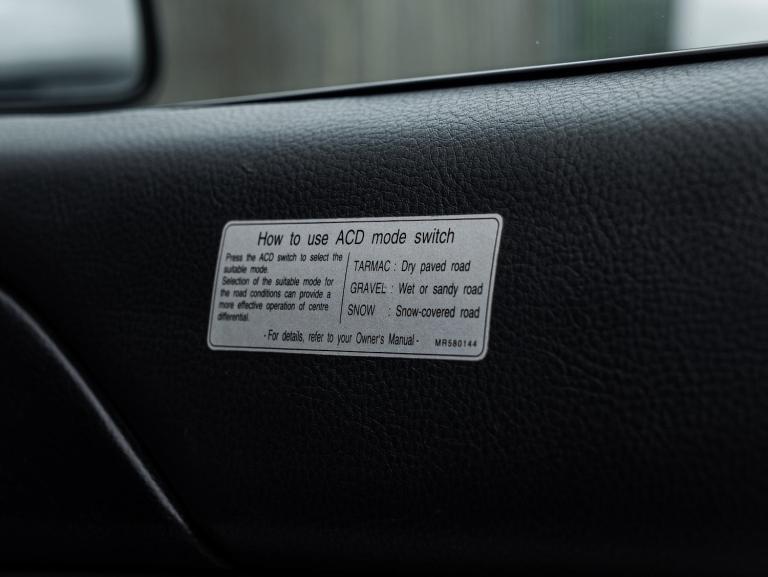 How to use ACD mode switch
Press the ACD switch to select the
suitable mode.
Selection of the suitable mode for
the road conditions can provide a
more effective operation of centre
differential.
TARMAC : Dry paved road
GRAVEL : Wet or sandy road
SNOW : Snow-covered road
- For details, refer to your Owner's Manual -
MR580144